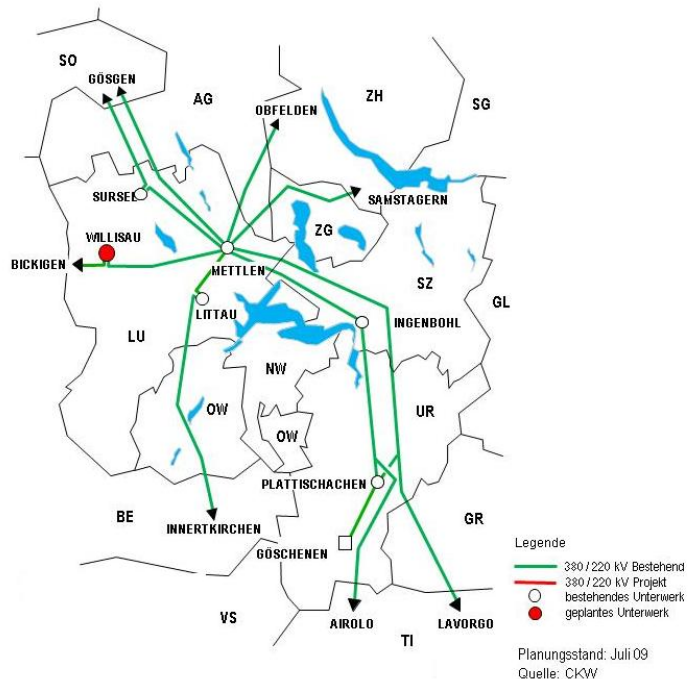 SO
GÖSGEN
AG
ZH
OBFELDEN
SG
SURSEE
SAMSTAGERN
WILLISAU
ZG
BICKIGEN
METTLEN
SZ
LITTAU
INGENBOHL
GL
LU
NW
OW
UR
OW
PLATTISCHACHEN
BE
INNERTKIRCHEN
GR
GÖSCHENEN
VS
AIROLO
TI
LAVORGO
Legende
380 / 220 kV Bestehend
380 / 220 kV Projekt
bestehendes Unterwerk
geplantes Unterwerk
Planungsstand: Juli 09
Quelle: CKW